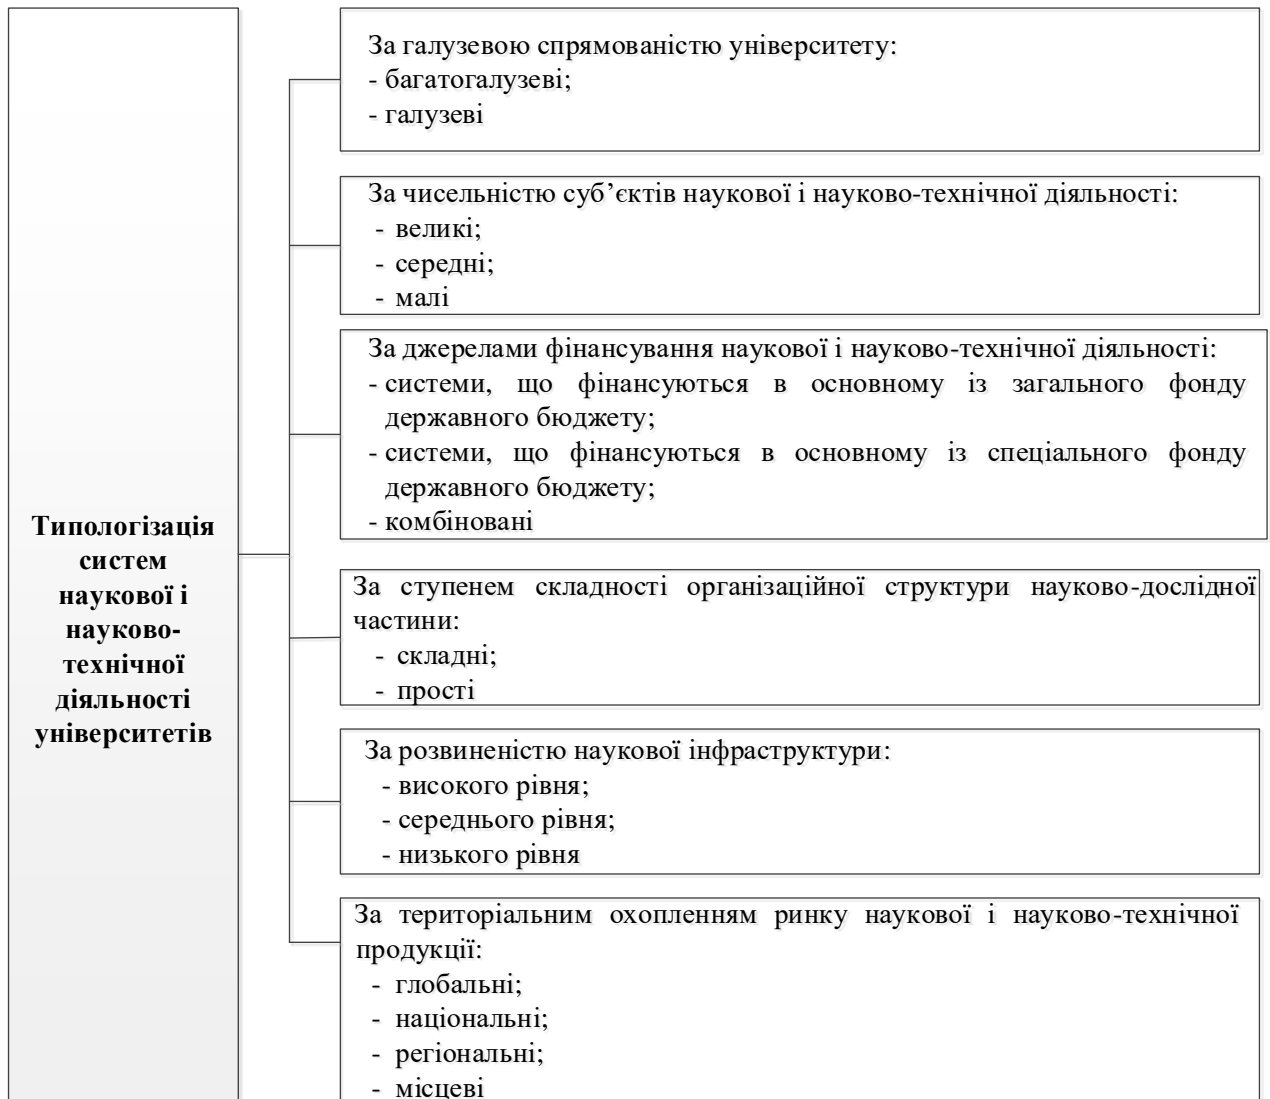 Типологізація
систем
наукової і
науково-
технічної
діяльності
університетів
За галузевою спрямованістю університету:
- багатогалузеві;
- галузеві
За чисельністю суб’єктів наукової і науково-технічної діяльності:
- великі;
- середні;
- малі
За джерелами фінансування наукової і науково-технічної діяльності:
- системи, що фінансуються в основному із загального фонду
державного бюджету;
- системи, що фінансуються в основному із спеціального фонду
державного бюджету;
- комбіновані
За ступенем складності організаційної структури науково-дослідної
частини:
- складні;
- прості
За розвиненістю наукової інфраструктури:
- високого рівня;
- середнього рівня;
- низького рівня
За територіальним охопленням ринку наукової і науково-технічної
продукції:
- глобальні;
- національні;
- регіональні;
- місцеві